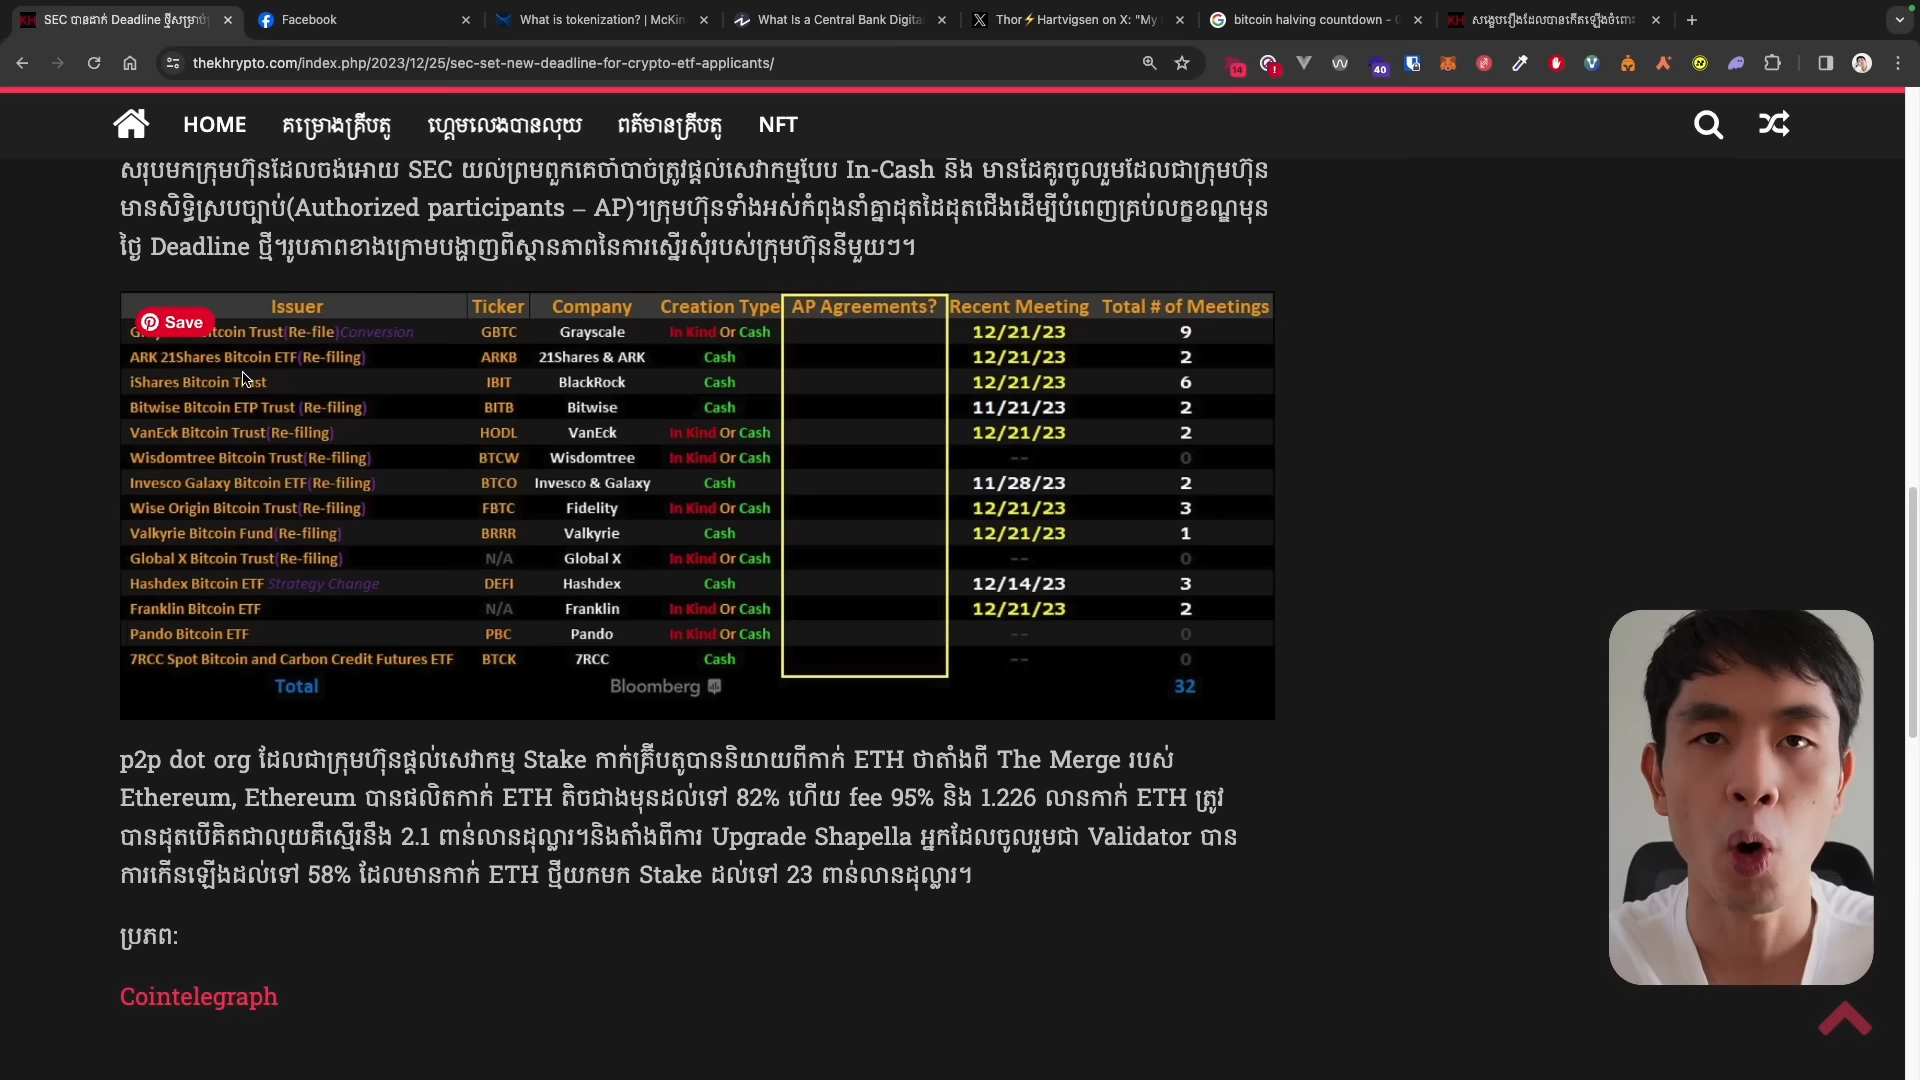 SEC បានដាក់ Deadline ថ្មីសម្រាប់
Facebook
What is tokenization? | McKin
What Is a Central Bank Digita
Thor⚡Hartvigsen on X: "My
bitcoin halving countdown -
សង្ខេបរឿងដែលបានកើតឡើងចំពោះ
thekhrypto.com/index.php/2023/12/25/sec-set-new-deadline-for-crypto-etf-applicants/
14
40
HOME គម្រោងគ្រីបតូ ហ្គេមលេងបានលុយ ពត៌មានគ្រីបតូ NFT
សរុបមកក្រុមហ៊ុនដែលចង់អោយ SEC យល់ព្រមពួកគេចាំបាច់ត្រូវផ្ដល់សេវាកម្មបែប In-Cash និង មានដៃគូរចូលរួមដែលជាក្រុមហ៊ុន
មានសិទ្ធិស្របច្បាប់(Authorized participants – AP)។ក្រុមហ៊ុនទាំងអស់កំពុងនាំគ្នាដុតដៃដុតជើងដើម្បីបំពេញគ្រប់លក្ខខណ្ឌមុន
ថ្ងៃ Deadline ថ្មី។រូបភាពខាងក្រោមបង្ហាញពីស្ថានភាពនៃការស្នើរសុំរបស់ក្រុមហ៊ុននីមួយៗ។
Issuer Ticker Company Creation Type AP Agreements? Recent Meeting Total # of Meetings
Save
itcoin Trust(Re-file)Conversion GBTC Grayscale In Kind Or Cash 12/21/23 9
ARK 21Shares Bitcoin ETF(Re-filing) ARKB 21Shares & ARK Cash 12/21/23 2
iShares Bitcoin Trust IBIT BlackRock Cash 12/21/23 6
Bitwise Bitcoin ETP Trust (Re-filing) BITB Bitwise Cash 11/21/23 2
VanEck Bitcoin Trust(Re-filing) HODL VanEck In Kind Or Cash 12/21/23 2
Wisdomtree Bitcoin Trust(Re-filing) BTCW Wisdomtree In Kind Or Cash -- 0
Invesco Galaxy Bitcoin ETF(Re-filing) BTCO Invesco & Galaxy Cash 11/28/23 2
Wise Origin Bitcoin Trust(Re-filing) FBTC Fidelity In Kind Or Cash 12/21/23 3
Valkyrie Bitcoin Fund(Re-filing) BRRR Valkyrie Cash 12/21/23 1
Global X Bitcoin Trust(Re-filing) N/A Global X In Kind Or Cash -- 0
Hashdex Bitcoin ETF Strategy Change DEFI Hashdex Cash 12/14/23 3
Franklin Bitcoin ETF N/A Franklin In Kind Or Cash 12/21/23 2
Pando Bitcoin ETF PBC Pando In Kind Or Cash -- 0
7RCC Spot Bitcoin and Carbon Credit Futures ETF BTCK 7RCC Cash -- 0
Total Bloomberg 32
p2p dot org ដែលជាក្រុមហ៊ុនផ្ដល់សេវាកម្ម Stake កាក់គ្រីបតូបាននិយាយពីកាក់ ETH ថាតាំងពី The Merge របស់
Ethereum, Ethereum បានផលិតកាក់ ETH តិចជាងមុនដល់ទៅ 82% ហើយ fee 95% និង 1.226 លានកាក់ ETH ត្រូវ
បានដុតបើគិតជាលុយគឺស្មើរនឹង 2.1 ពាន់លានដុល្លារ។និងតាំងពីការ Upgrade Shapella អ្នកដែលចូលរួមជា Validator បាន
ការកើនឡើងដល់ទៅ 58% ដែលមានកាក់ ETH ថ្មីយកមក Stake ដល់ទៅ 23 ពាន់លានដុល្លារ។
ប្រភព:
Cointelegraph